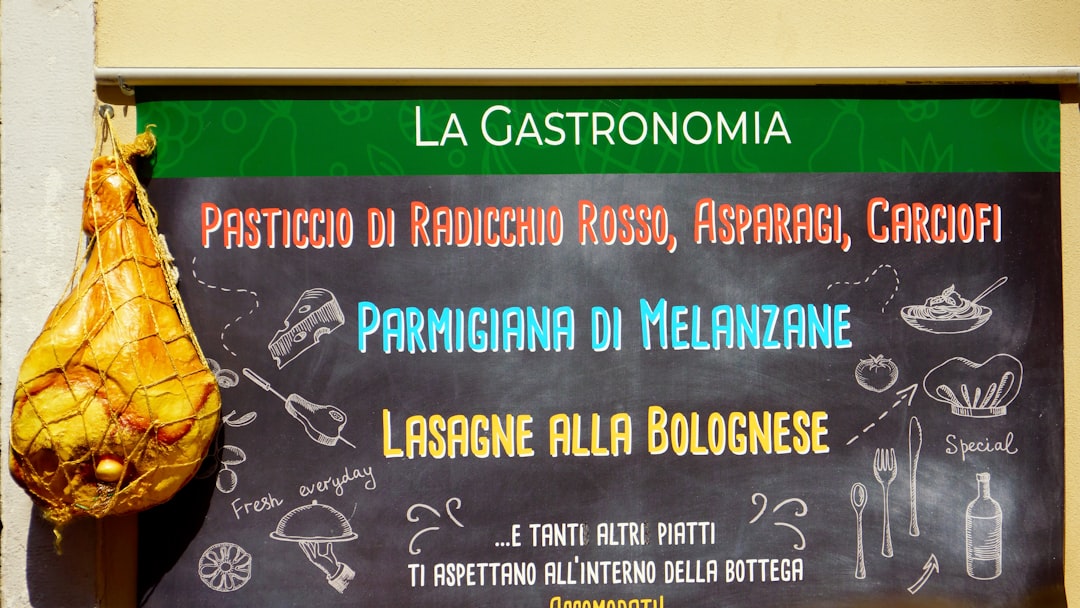 LA GASTRONOMIA
PASTICCIO DI RADICCHIO ROSSO, ASPARAGI, CARCIOFI
PARMIGIANA DI MELANZANE
LASAGNE ALLA BOLOGNESE
Special
Fresh everyday
...E TANTI ALTRI PIATTI
TI ASPETTANO ALL'INTERNO DELLA BOTTEGA